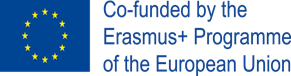 Co-funded by the
Erasmus+ Programme
of the European Union